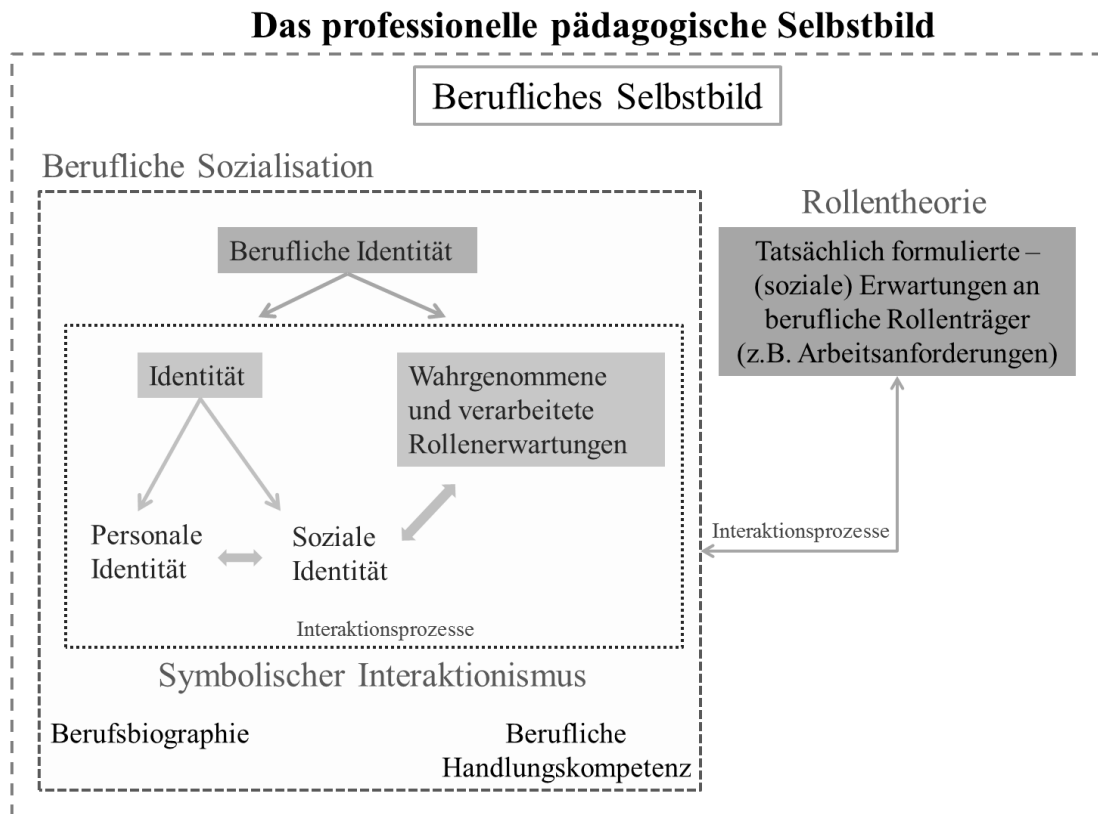 Das professionelle pädagogische Selbstbild
Berufliches Selbstbild
Berufliche Sozialisation
Rollentheorie
Berufliche Identität
Tatsächlich formulierte –
(soziale) Erwartungen an
berufliche Rollenträger
(z.B. Arbeitsanforderungen)
Identität
Wahrgenommene
und verarbeitete
Rollenerwartungen
Personale
Identität
Soziale
Identität
Interaktionsprozesse
Interaktionsprozesse
Symbolischer Interaktionismus
Berufsbiographie
Berufliche
Handlungskompetenz